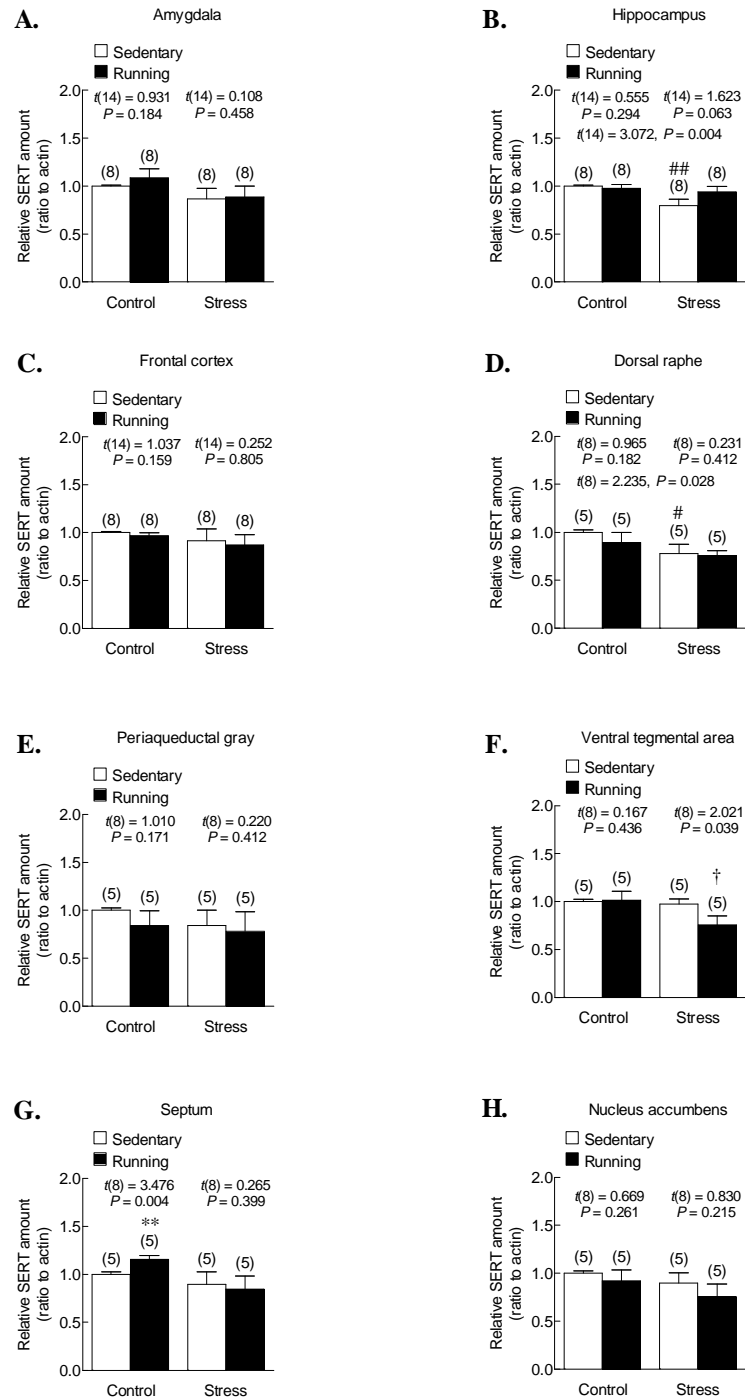 A.
Amygdala
Sedentary
Running
t(14) = 0.931 t(14) = 0.108
P = 0.184 P = 0.458
Relative SERT amount
(ratio to actin)
2.0
1.5
1.0
0.5
0.0
(8) (8) (8) (8)
Control Stress
B.
Hippocampus
Sedentary
Running
t(14) = 0.555 t(14) = 1.623
P = 0.294 P = 0.063
t(14) = 3.072, P = 0.004
Relative SERT amount
(ratio to actin)
2.0
1.5
1.0
0.5
0.0
##
(8) (8) (8) (8)
Control Stress
C.
Frontal cortex
Sedentary
Running
t(14) = 1.037 t(14) = 0.252
P = 0.159 P = 0.805
Relative SERT amount
(ratio to actin)
2.0
1.5
1.0
0.5
0.0
(8) (8) (8) (8)
Control Stress
D.
Dorsal raphe
Sedentary
Running
t(8) = 0.965 t(8) = 0.231
P = 0.182 P = 0.412
t(8) = 2.235, P = 0.028
Relative SERT amount
(ratio to actin)
2.0
1.5
1.0
0.5
0.0
#
(5) (5) (5) (5)
Control Stress
E.
Periaqueductal gray
Sedentary
Running
t(8) = 1.010 t(8) = 0.220
P = 0.171 P = 0.412
Relative SERT amount
(ratio to actin)
2.0
1.5
1.0
0.5
0.0
(5) (5) (5) (5)
Control Stress
F.
Ventral tegmental area
Sedentary
Running
t(8) = 0.167 t(8) = 2.021
P = 0.436 P = 0.039
Relative SERT amount
(ratio to actin)
2.0
1.5
1.0
0.5
0.0
†
(5) (5) (5) (5)
Control Stress
G.
Septum
Sedentary
Running
t(8) = 3.476 t(8) = 0.265
P = 0.004 P = 0.399
Relative SERT amount
(ratio to actin)
2.0
1.5
1.0
0.5
0.0
**
(5) (5) (5) (5)
Control Stress
H.
Nucleus accumbens
Sedentary
Running
t(8) = 0.669 t(8) = 0.830
P = 0.261 P = 0.215
Relative SERT amount
(ratio to actin)
2.0
1.5
1.0
0.5
0.0
(5) (5) (5) (5)
Control Stress